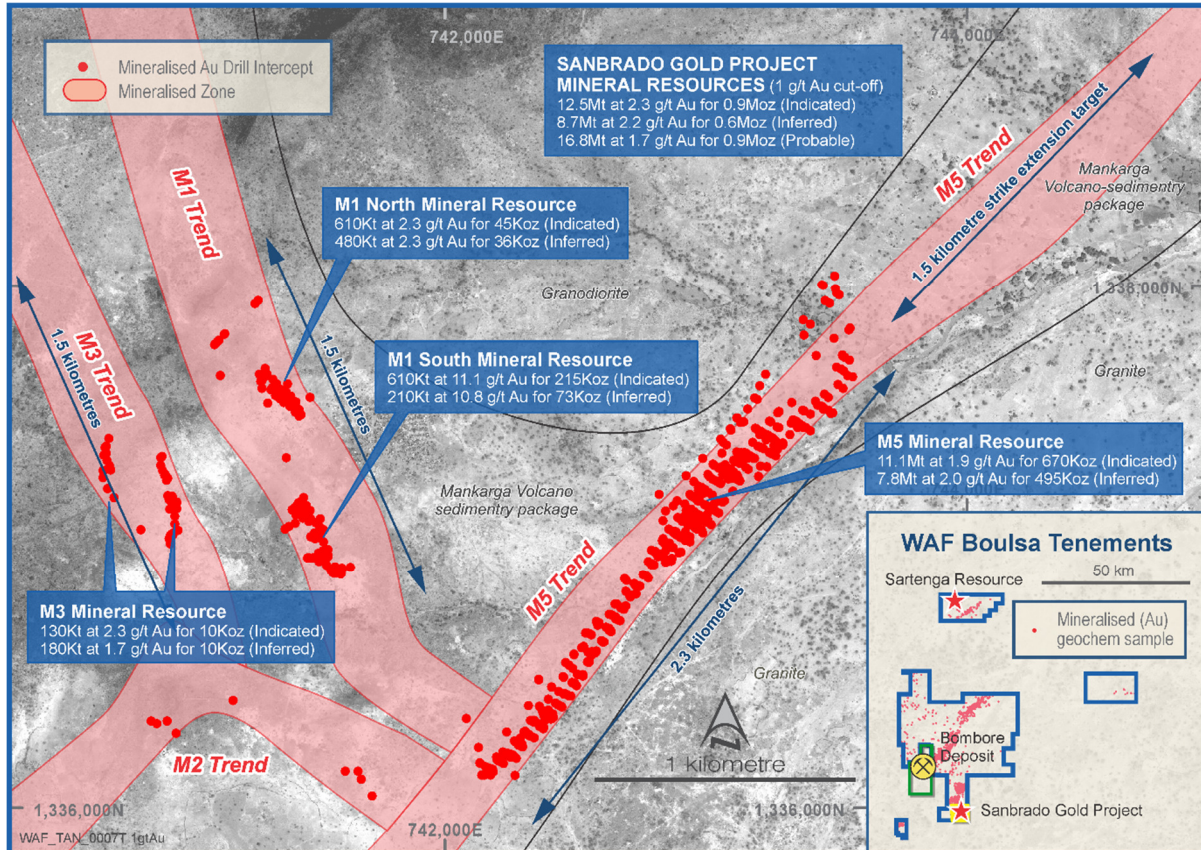 742,000E
744,000E
Mineralised Au Drill Intercept
Mineralised Zone
SANBRADO GOLD PROJECT
MINERAL RESOURCES (1 g/t Au cut-off)
12.5Mt at 2.3 g/t Au for 0.9Moz (Indicated)
8.7Mt at 2.2 g/t Au for 0.6Moz (Inferred)
16.8Mt at 1.7 g/t Au for 0.9Moz (Probable)
M5 Trend
1.5 kilometre strike extension target
Mankarga
Volcano-sedimentry
package
M1 Trend
M1 North Mineral Resource
610Kt at 2.3 g/t Au for 45Koz (Indicated)
480Kt at 2.3 g/t Au for 36Koz (Inferred)
Granodiorite
1,338,000N
M3 Trend
1.5 kilometres
1.5 kilometres
M1 South Mineral Resource
610Kt at 11.1 g/t Au for 215Koz (Indicated)
210Kt at 10.8 g/t Au for 73Koz (Inferred)
Granite
M5 Mineral Resource
11.1Mt at 1.9 g/t Au for 670Koz (Indicated)
7.8Mt at 2.0 g/t Au for 495Koz (Inferred)
744,000E
Mankarga Volcano
sedimentry package
M5 Trend
2.3 kilometres
M3 Mineral Resource
130Kt at 2.3 g/t Au for 10Koz (Indicated)
180Kt at 1.7 g/t Au for 10Koz (Inferred)
Granite
M2 Trend
N
1 kilometre
1,336,000N
1,336,000N
742,000E
WAF_TAN_0007T 1gtAu
WAF Boulsa Tenements
Sartenga Resource
50 km
Mineralised (Au)
geochem sample
Bombore
Deposit
Sanbrado Gold Project